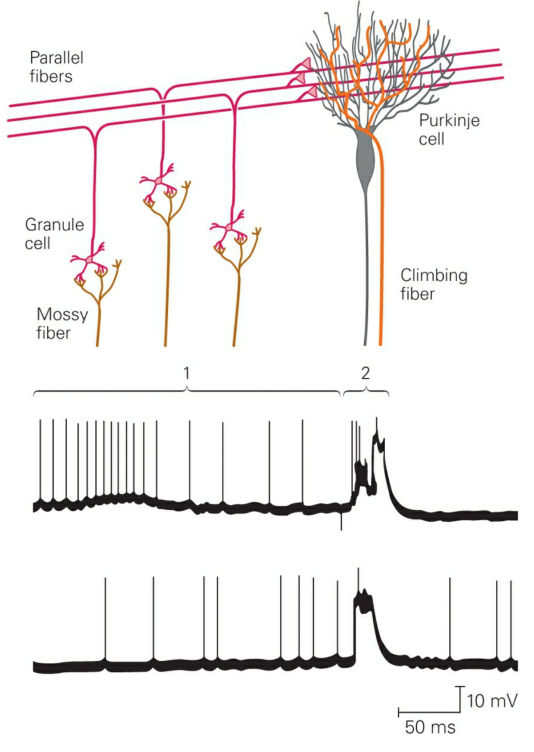 Parallel
fibers
Purkinje
cell
Granule
cell
Mossy
fiber
Climbing
fiber
1
2
10 mV
50 ms